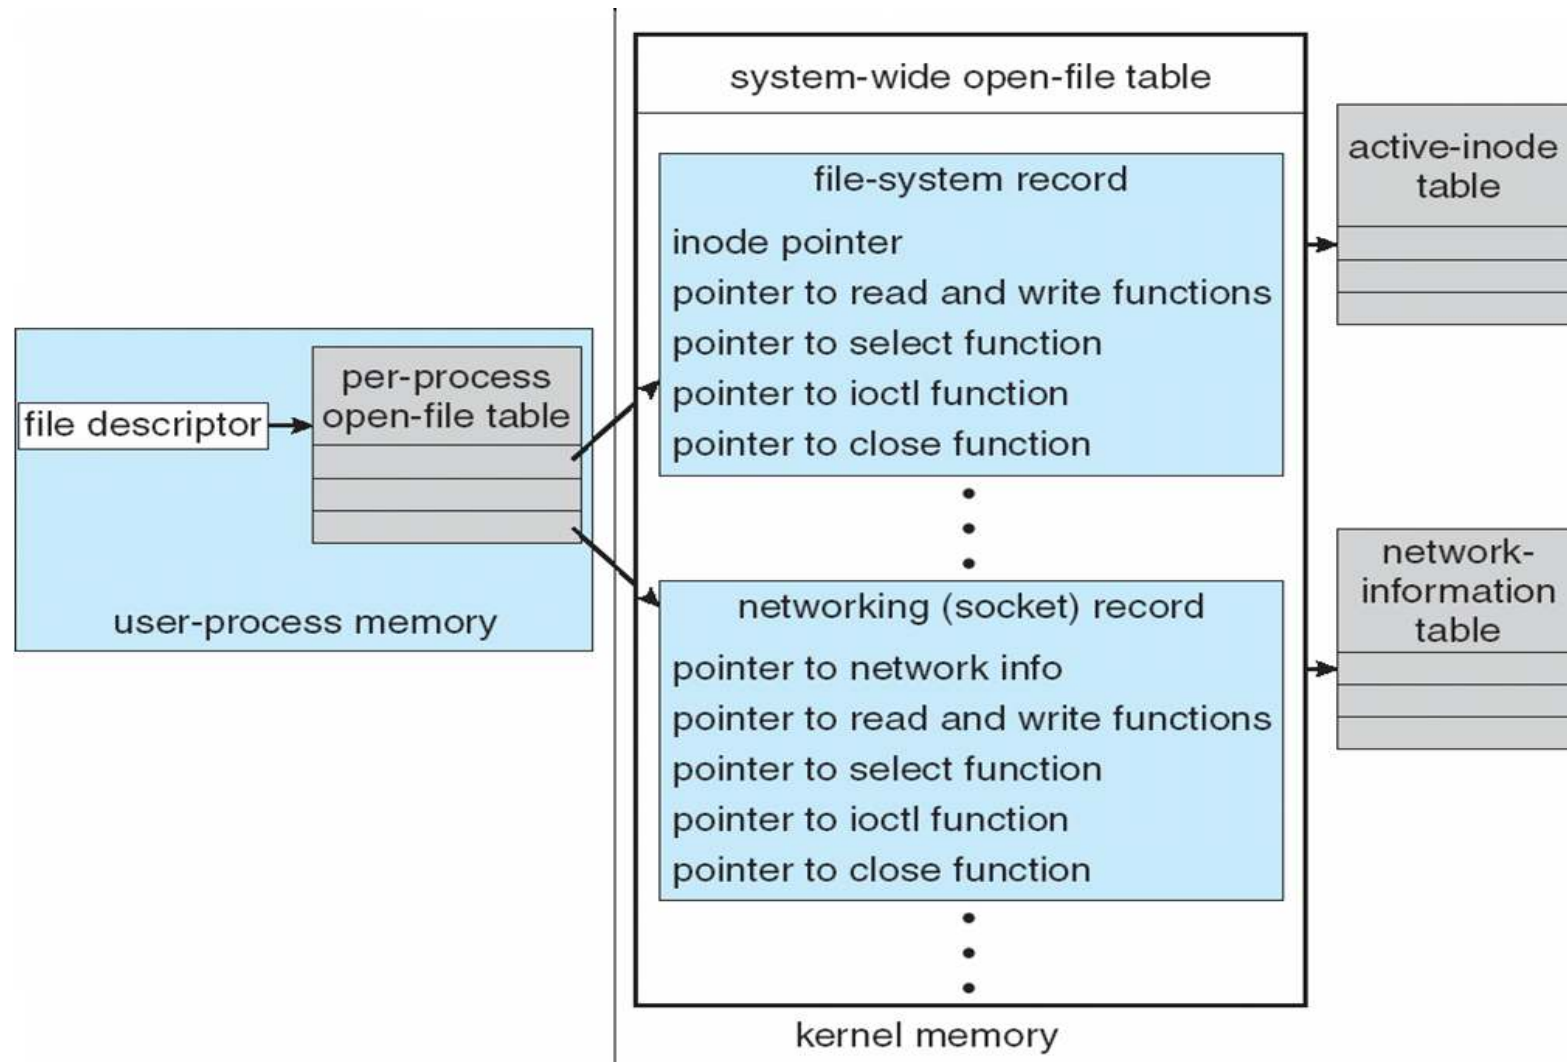 file descriptor
per-process
open-file table
user-process memory
system-wide open-file table
file-system record
inode pointer
pointer to read and write functions
pointer to select function
pointer to ioctl function
pointer to close function
networking (socket) record
pointer to network info
pointer to read and write functions
pointer to select function
pointer to ioctl function
pointer to close function
kernel memory
active-inode
table
network-
information
table